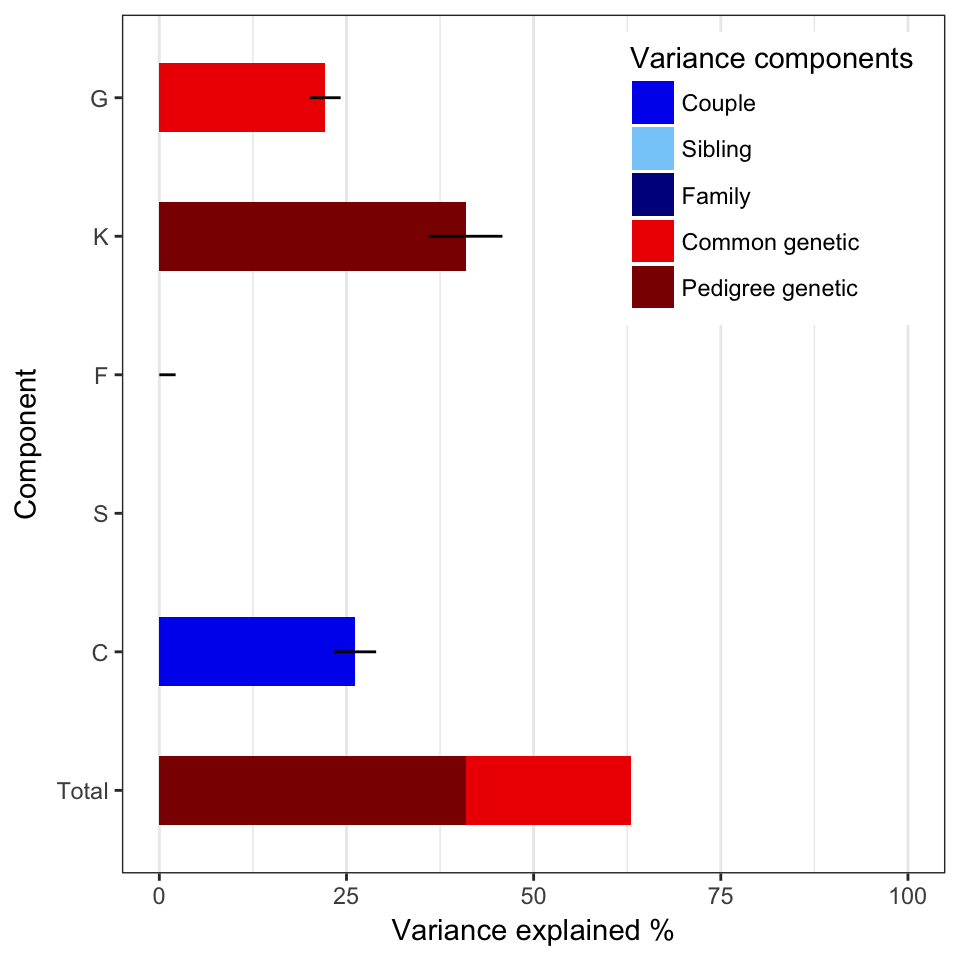 Variance components
Couple
Sibling
Family
Common genetic
Pedigree genetic
G
K
F
S
C
Total
Component
0 25 50 75 100
Variance explained %